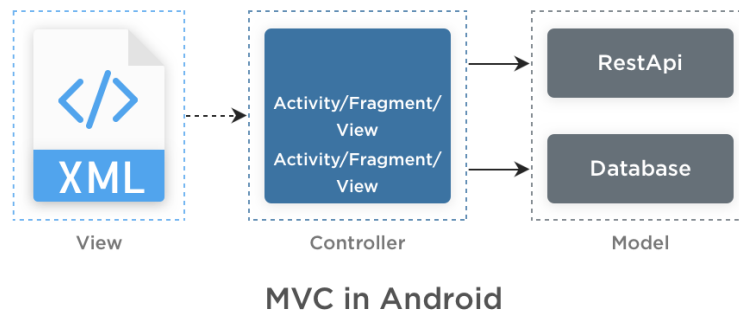 XML
View
Activity/Fragment/
View
Activity/Fragment/
View
Controller
RestApi
Database
Model
MVC in Android